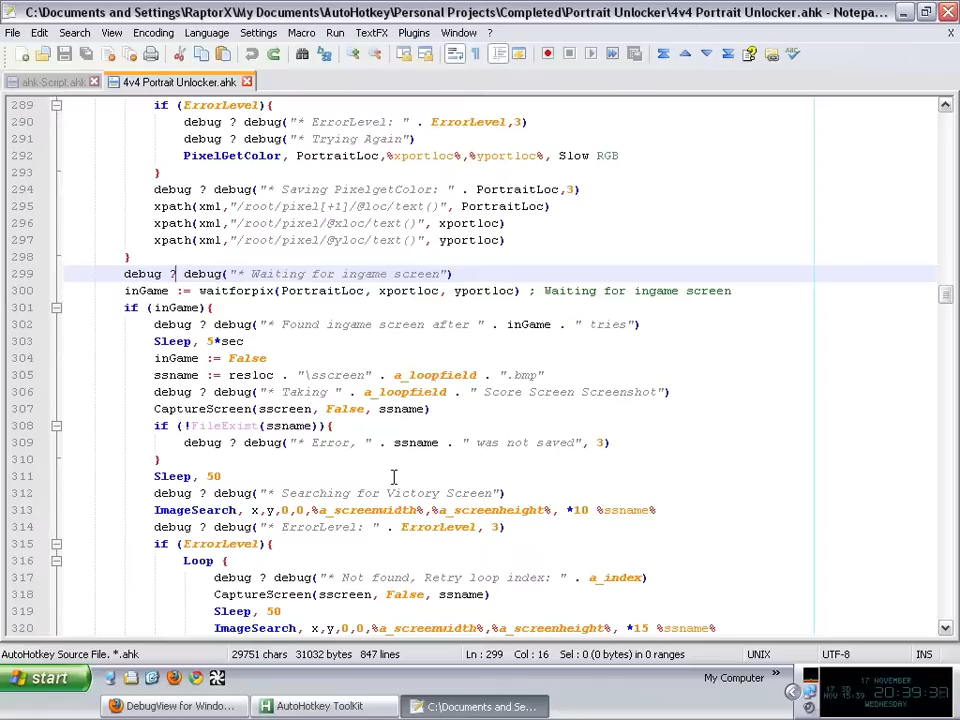 C:\Documents and Settings\RaptorX\My Documents\AutoHotkey\Personal Projects\Completed\Portrait Unlocker\4v4 Portrait Unlocker.ahk - Notepa...
File Edit Search View Encoding Language Settings Macro Run TextFX Plugins Window ? X
ahk-Script.ahk 4v4 Portrait Unlocker.ahk
289 if (ErrorLevel){
290 debug ? debug("* ErrorLevel: " . ErrorLevel,3)
291 debug ? debug("* Trying Again")
292 PixelGetColor, PortraitLoc,%xportloc%,%yportloc%, Slow RGB
293 }
294 debug ? debug("* Saving PixelgetColor: " . PortraitLoc,3)
295 xpath(xml,"/root/pixel[+1]/@loc/text()", PortraitLoc)
296 xpath(xml,"/root/pixel/@xloc/text()", xportloc)
297 xpath(xml,"/root/pixel/@yloc/text()", yportloc)
298 }
299 debug ? debug("* Waiting for ingame screen")
300 inGame := waitforpix(PortraitLoc, xportloc, yportloc) ; Waiting for ingame screen
301 if (inGame){
302 debug ? debug("* Found ingame screen after " . inGame . " tries")
303 Sleep, 5*sec
304 inGame := False
305 ssname := resloc . "\sscreen" . a_loopfield . ".bmp"
306 debug ? debug("* Taking " . a_loopfield . " Score Screen Screenshot")
307 CaptureScreen(sscreen, False, ssname)
308 if (!FileExist(ssname)){
309 debug ? debug("* Error, " . ssname . " was not saved", 3)
310 }
311 Sleep, 50
312 debug ? debug("* Searching for Victory Screen")
313 ImageSearch, x,y,0,0,%a_screenwidth%,%a_screenheight%, *10 %ssname%
314 debug ? debug("* ErrorLevel: " . ErrorLevel, 3)
315 if (ErrorLevel){
316 Loop {
317 debug ? debug("* Not found, Retry loop index: " . a_index)
318 CaptureScreen(sscreen, False, ssname)
319 Sleep, 50
320 ImageSearch, x,y,0,0,%a_screenwidth%,%a_screenheight%, *15 %ssname%
AutoHotkey Source File. *.ahk 29751 chars 31032 bytes 847 lines Ln : 299 Col : 16 Sel : 0 (0 bytes) in 0 ranges UNIX UTF-8 INS
start My Computer »
DebugView for Windo... AutoHotkey ToolKit C:\Documents and Se...
17 NOVEMBER
20:39:37
WEDNESDAY